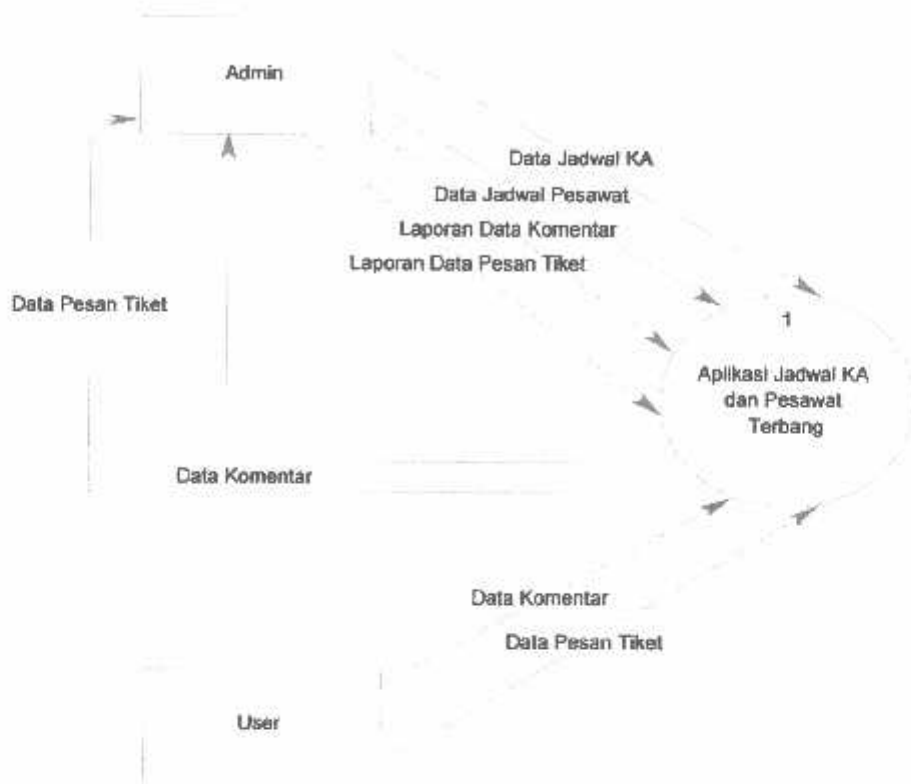 Admin
Data Jadwal KA
Data Jadwal Pesawat
Laporan Data Komentar
Laporan Data Pesan Tiket
Data Pesan Tiket
1
Aplikasi Jadwal KA
dan Pesawat
Terbang
Data Komentar
Data Komentar
Data Pesan Tiket
User